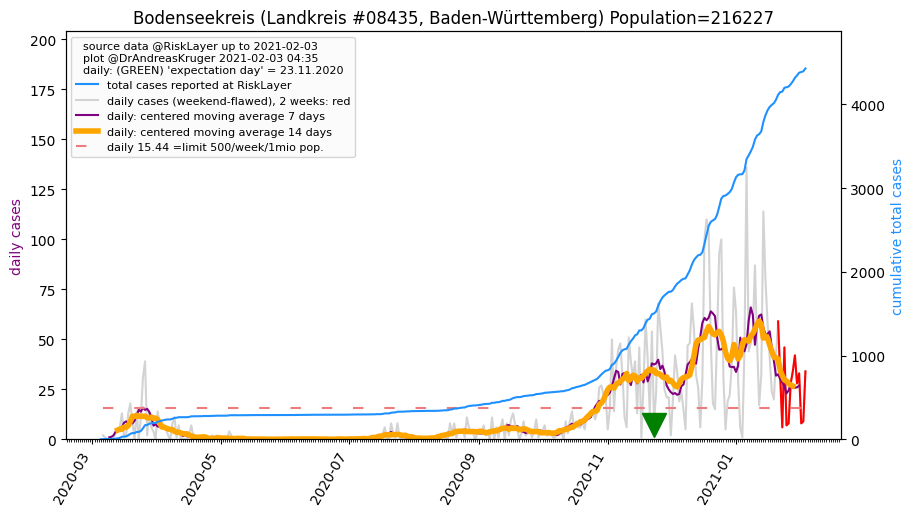 Bodenseekreis (Landkreis #08435, Baden-Württemberg) Population=216227
source data @RiskLayer up to 2021-02-03
plot @DrAndreasKruger 2021-02-03 04:35
daily: (GREEN) 'expectation day' = 23.11.2020
total cases reported at RiskLayer
daily cases (weekend-flawed), 2 weeks: red
daily: centered moving average 7 days
daily: centered moving average 14 days
daily 15.44 =limit 500/week/1mio pop.
daily cases
200
175
150
125
100
75
50
25
0
cumulative total cases
4000
3000
2000
1000
0
2020-03
2020-05
2020-07
2020-09
2020-11
2021-01